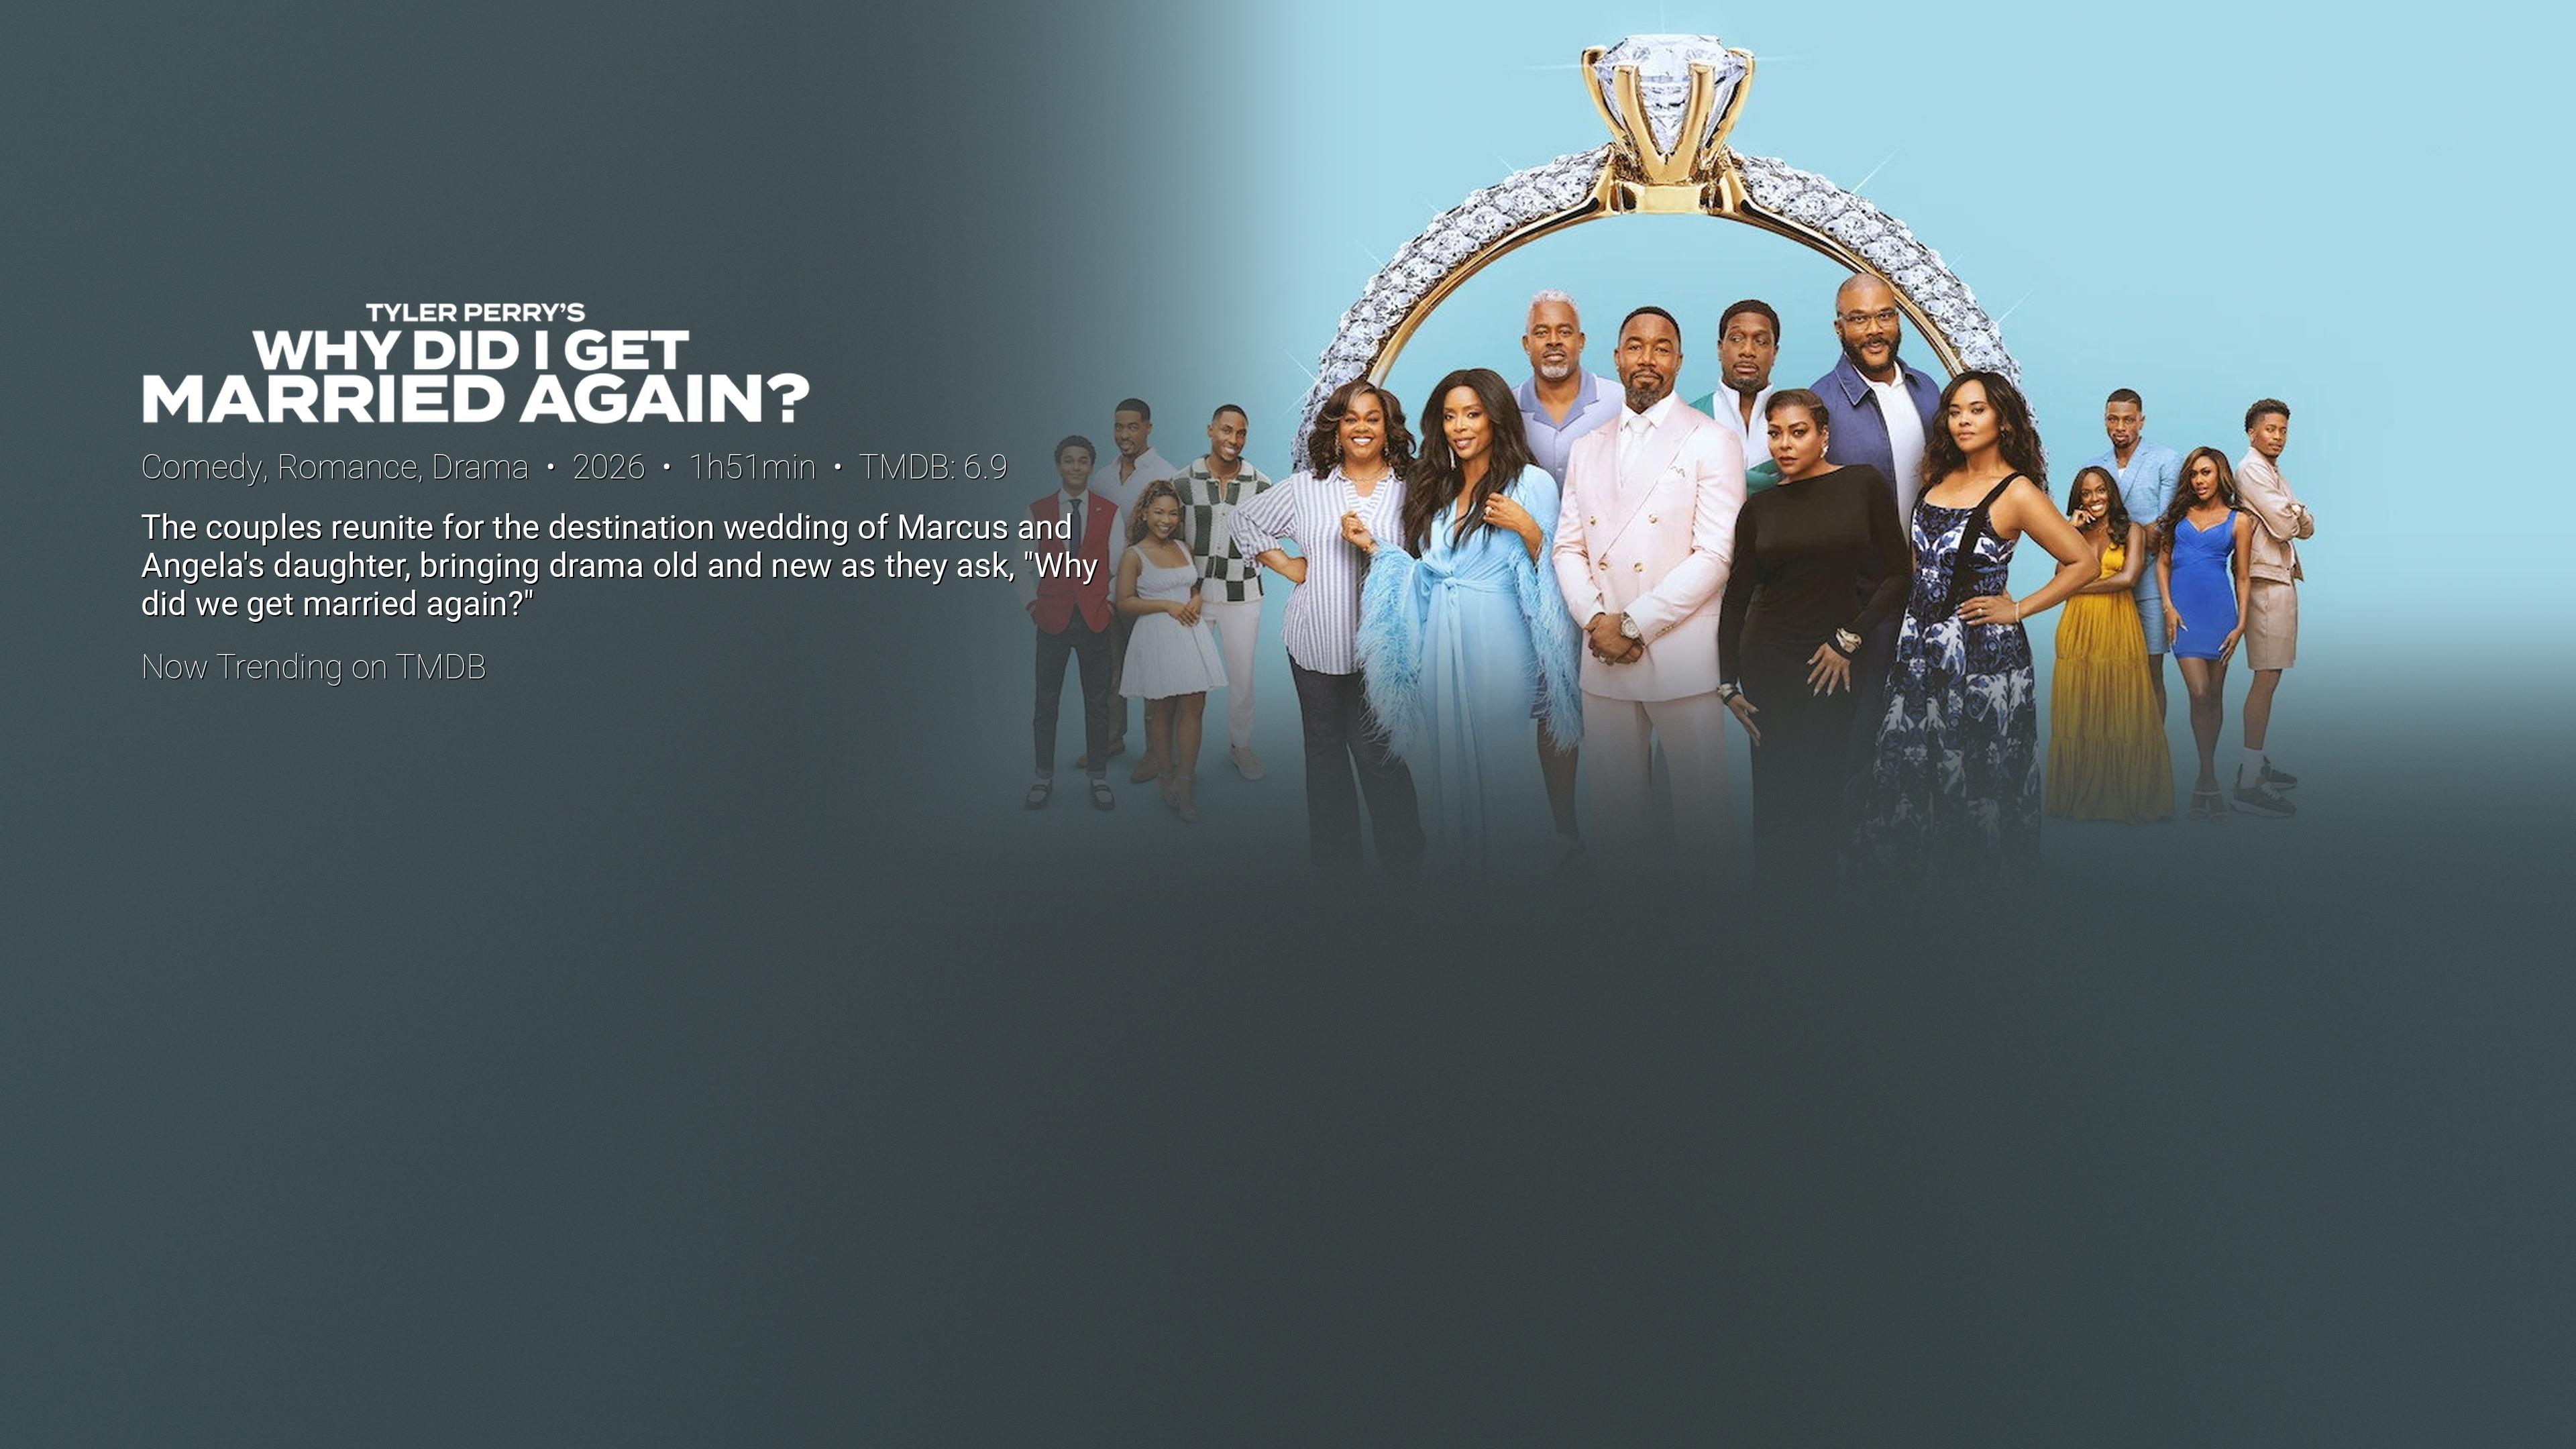 TYLER PERRY'S
WHY DID I GET
MARRIED AGAIN?
Comedy, Romance, Drama • 2026 • 1h51min • TMDB: 6.9
The couples reunite for the destination wedding of Marcus and
Angela's daughter, bringing drama old and new as they ask, "Why
did we get married again?"
Now Trending on TMDB